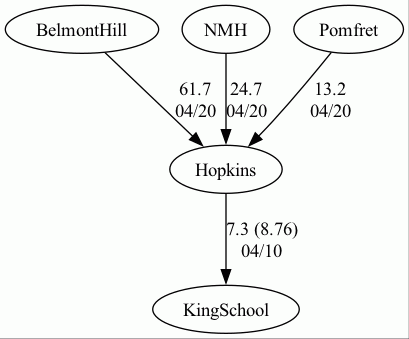 BelmontHill
NMH
Pomfret
61.7
04/20
24.7
04/20
13.2
04/20
Hopkins
7.3 (8.76)
04/10
KingSchool